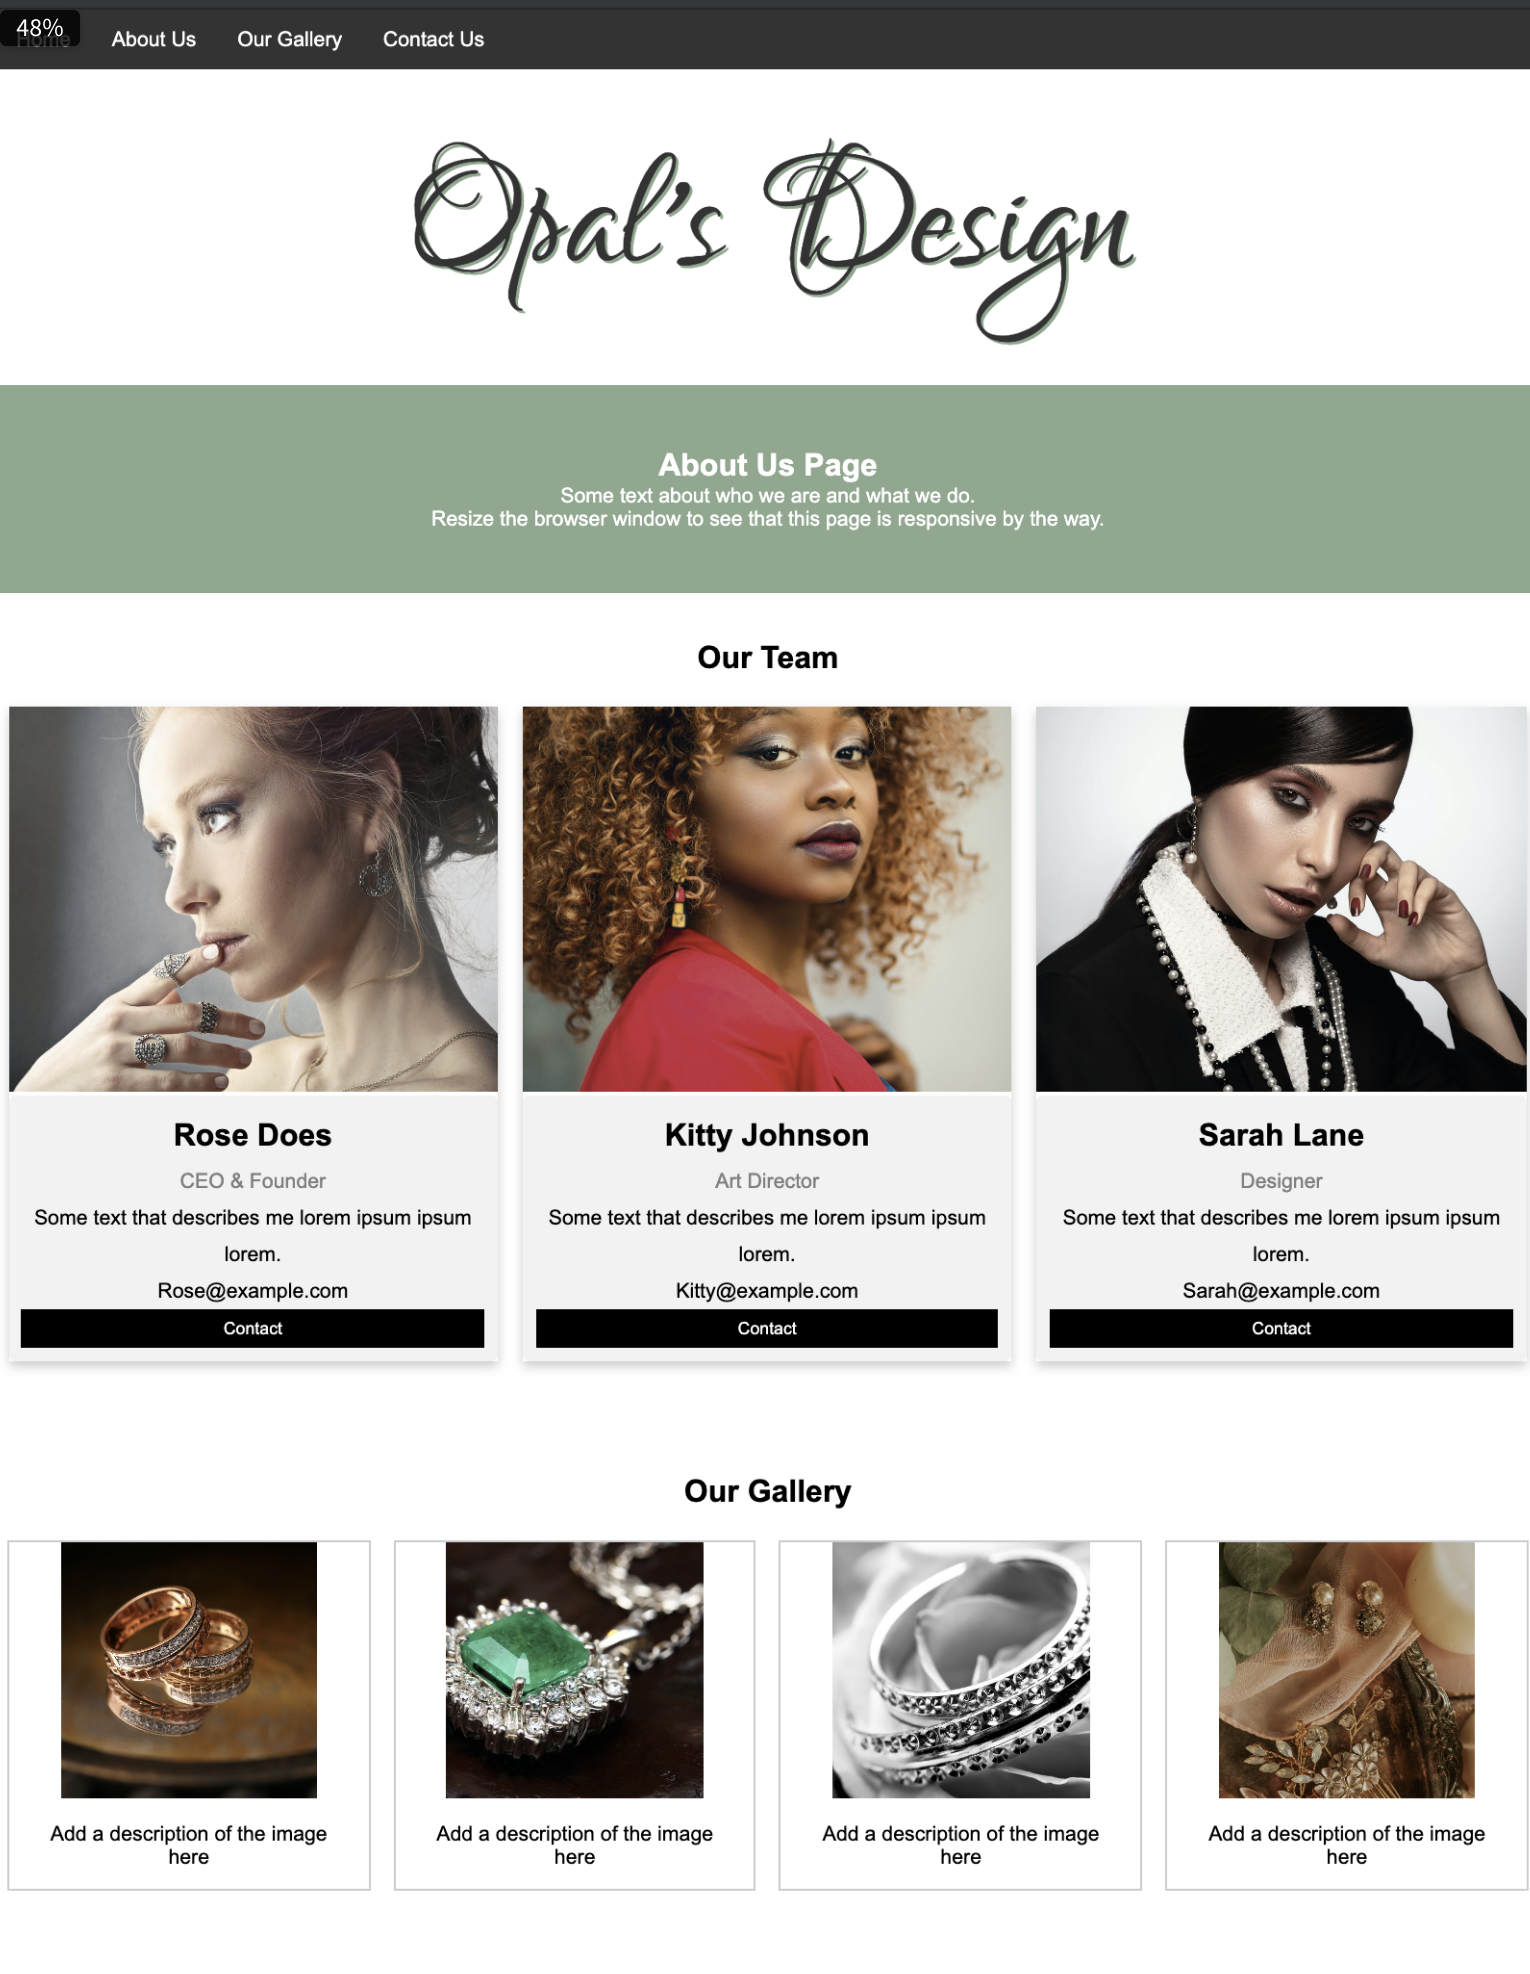 48%
Home About Us Our Gallery Contact Us
Opal's Design
About Us Page
Some text about who we are and what we do.
Resize the browser window to see that this page is responsive by the way.
Our Team
Rose Does
CEO & Founder
Some text that describes me lorem ipsum ipsum
lorem.
Rose@example.com
Contact
Kitty Johnson
Art Director
Some text that describes me lorem ipsum ipsum
lorem.
Kitty@example.com
Contact
Sarah Lane
Designer
Some text that describes me lorem ipsum ipsum
lorem.
Sarah@example.com
Contact
Our Gallery
Add a description of the image
here
Add a description of the image
here
Add a description of the image
here
Add a description of the image
here